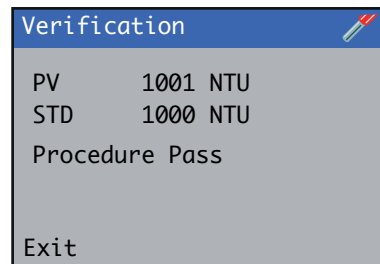 Verification
PV 1001 NTU
STD 1000 NTU
Procedure Pass
Exit